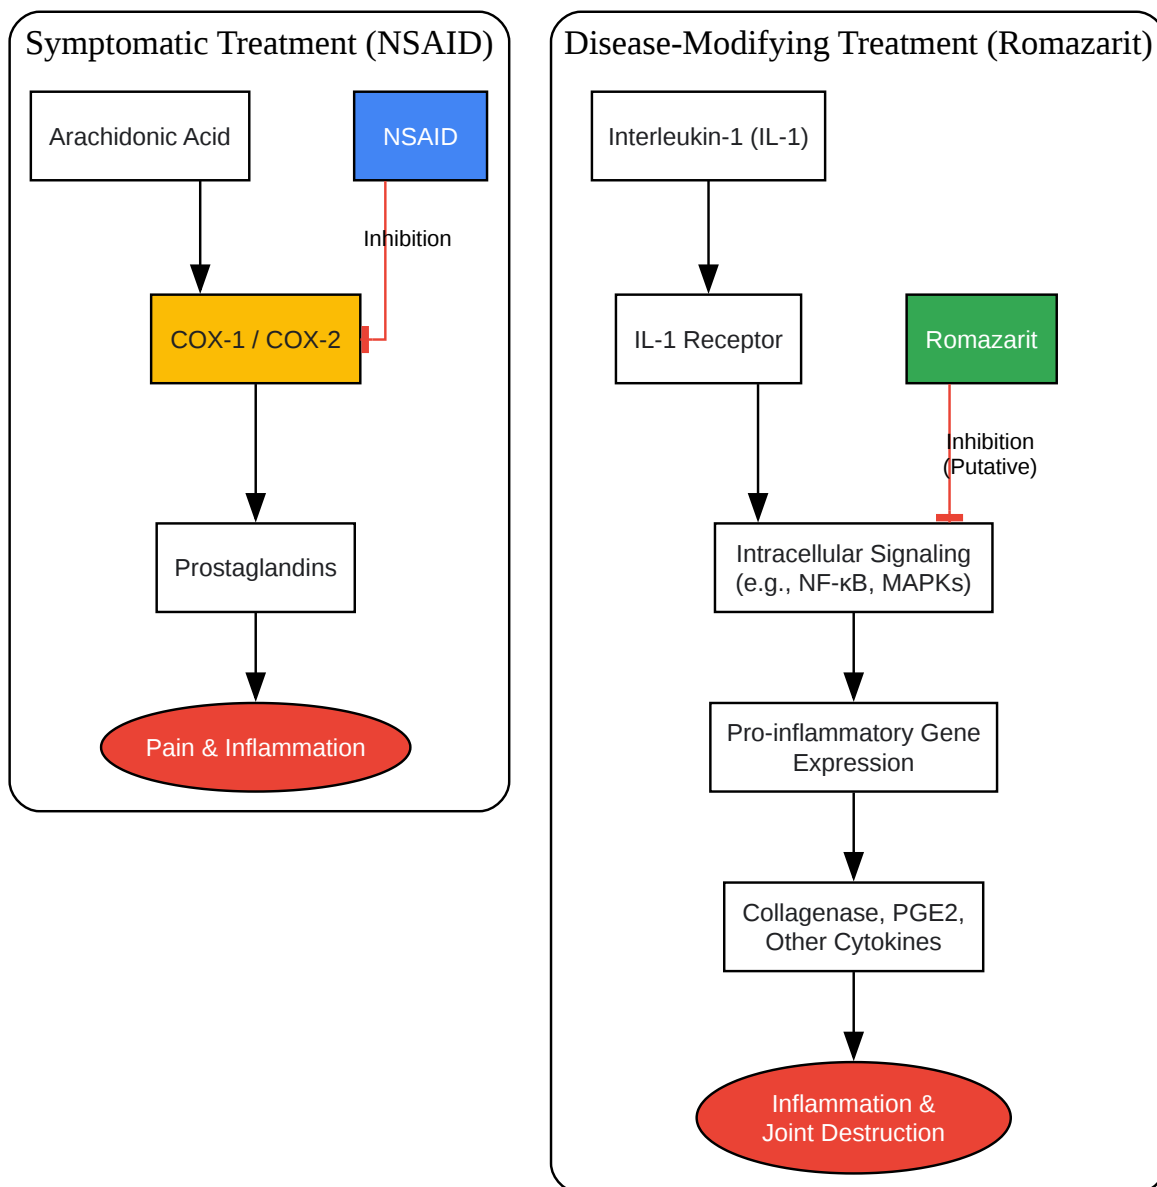 Symptomatic Treatment (NSAID)
Arachidonic Acid
NSAID
Inhibition
COX-1 / COX-2
Prostaglandins
Pain & Inflammation
Disease-Modifying Treatment (Romazarit)
Interleukin-1 (IL-1)
IL-1 Receptor
Romazarit
Inhibition
(Putative)
Intracellular Signaling
(e.g., NF-κB, MAPKs)
Pro-inflammatory Gene
Expression
Collagenase, PGE2,
Other Cytokines
Inflammation &
Joint Destruction